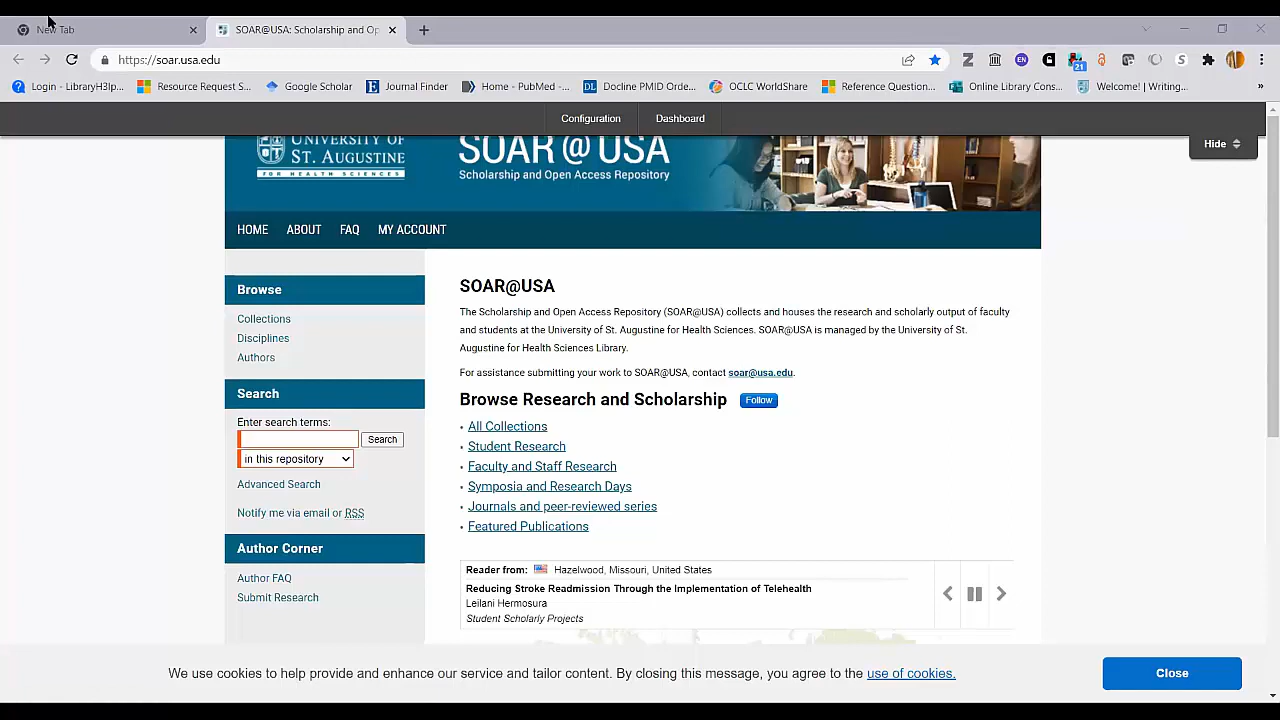 New Tab
SOAR@USA: Scholarship and Op
https://soar.usa.edu
EN
S
21
Login - LibraryH3lp...
Resource Request S...
Google Scholar
Journal Finder
Home - PubMed -...
DL Docline PMID Orde...
OCLC WorldShare
Reference Question...
Online Library Cons...
Welcome! | Writing...
»
Configuration
Dashboard
Hide
UNIVERSITY OF
ST. AUGUSTINE
FOR HEALTH SCIENCES
SOAR @ USA
Scholarship and Open Access Repository
HOME
ABOUT
FAQ
MY ACCOUNT
Browse
Collections
Disciplines
Authors
Search
Enter search terms:
Search
in this repository
Advanced Search
Notify me via email or RSS
Author Corner
Author FAQ
Submit Research
SOAR@USA
The Scholarship and Open Access Repository (SOAR@USA) collects and houses the research and scholarly output of faculty
and students at the University of St. Augustine for Health Sciences. SOAR@USA is managed by the University of St.
Augustine for Health Sciences Library.
For assistance submitting your work to SOAR@USA, contact soar@usa.edu.
Browse Research and Scholarship
Follow
All Collections
Student Research
Faculty and Staff Research
Symposia and Research Days
Journals and peer-reviewed series
Featured Publications
Reader from: Hazelwood, Missouri, United States
Reducing Stroke Readmission Through the Implementation of Telehealth
Leilani Hermosura
Student Scholarly Projects
We use cookies to help provide and enhance our service and tailor content. By closing this message, you agree to the use of cookies.
Close